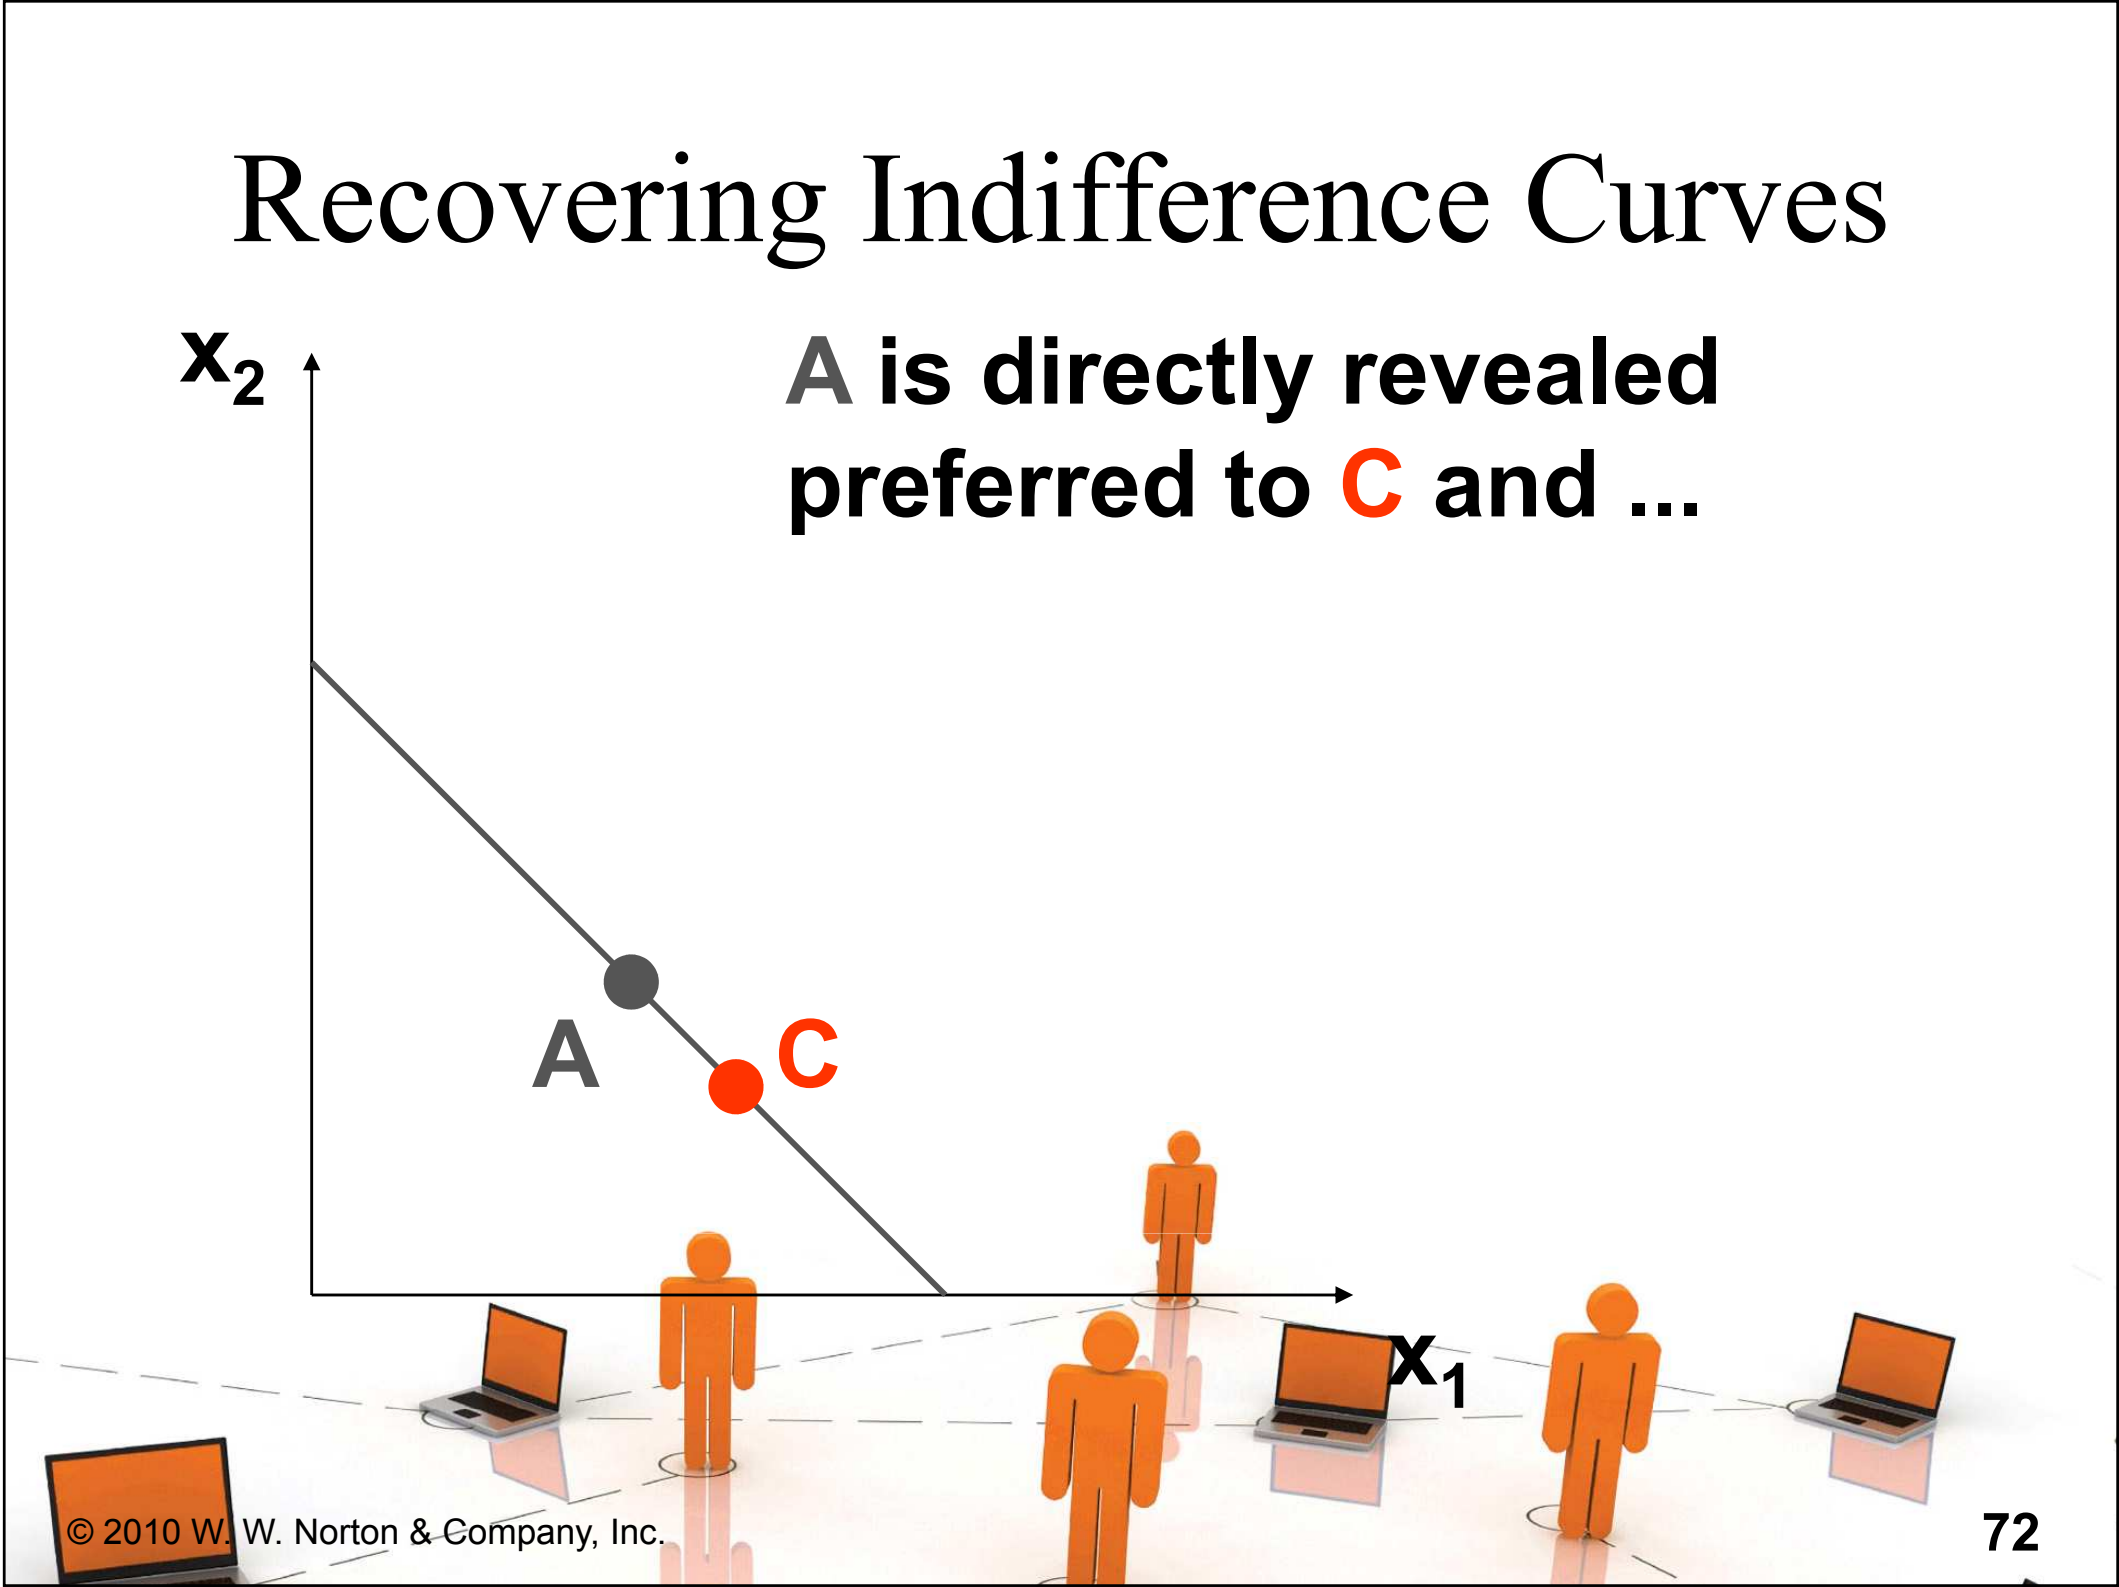 Recovering Indifference Curves
x₂
A is directly revealed
preferred to C and ...
A
C
x₁
© 2010 W. W. Norton & Company, Inc.
72